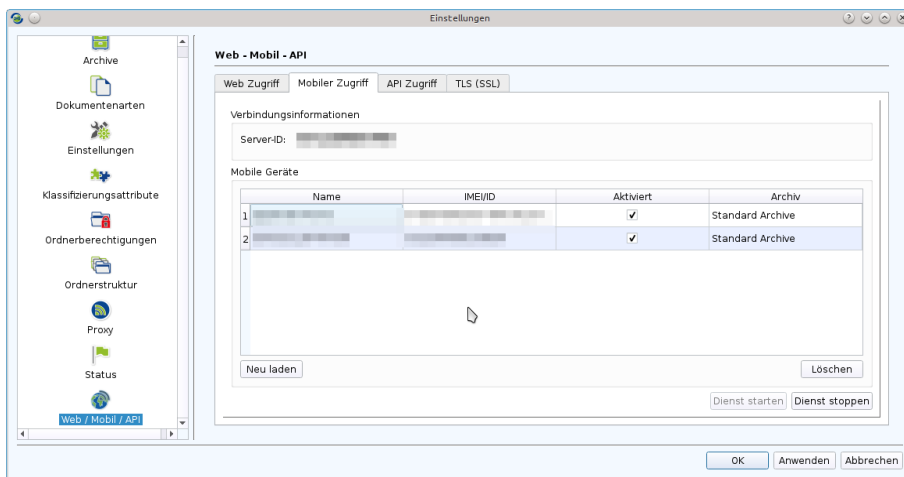 Einstellungen
Archive
Dokumentenarten
Einstellungen
Klassifizierungsattribute
Ordnerberechtigungen
Ordnerstruktur
Proxy
Status
Web / Mobil / API
Web - Mobil - API
Web Zugriff Mobiler Zugriff API Zugriff TLS (SSL)
Verbindungsinformationen
Server-ID:
Mobile Geräte
Name IMEI/ID Aktiviert Archiv
1 Standard Archive
2 Standard Archive
Neu laden Löschen
Dienst starten Dienst stoppen
OK Anwenden Abbrechen